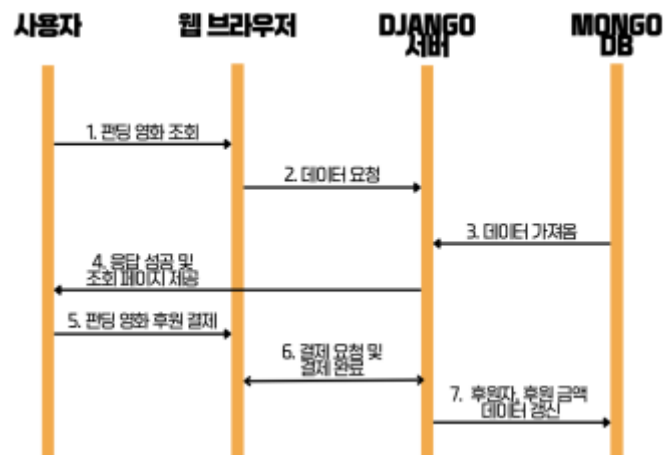 사용자
웹 브라우저
DJANGO
서버
MONGO
DB
1. 펀딩 영화 조회
2. 데이터 요청
3. 데이터 가져옴
4. 응답 성공 및
조회 페이지 제공
5. 펀딩 영화 후원 결제
6. 결제 요청 및
결제 완료
7. 후원자, 후원 금액
데이터 갱신